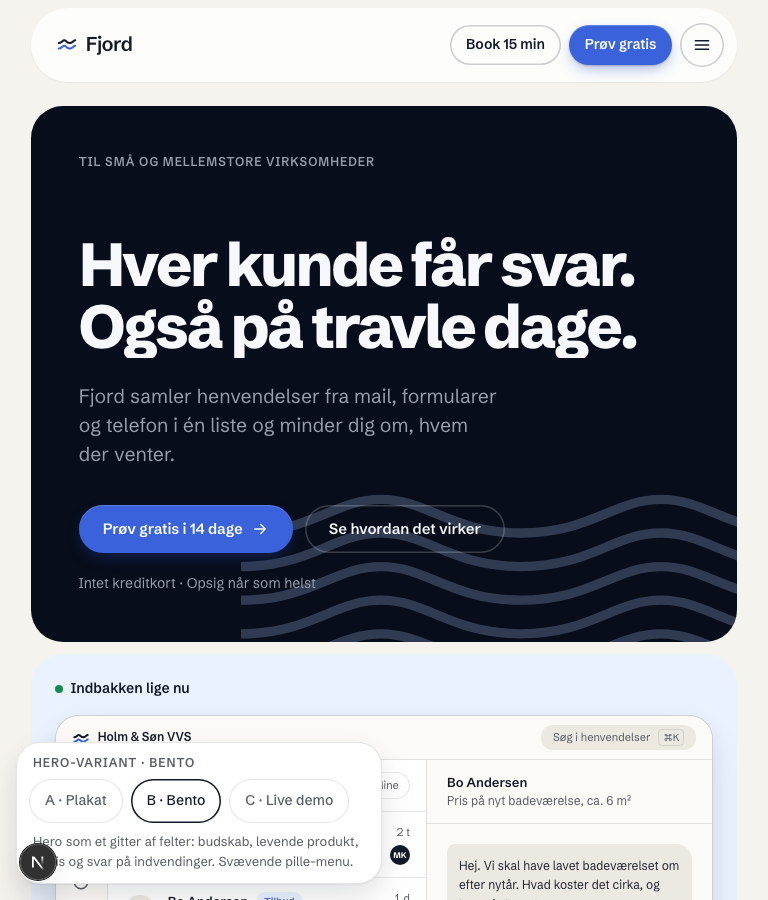 Fjord
Book 15 min
Prøv gratis
TIL SMÅ OG MELLEMSTORE VIRKSOMHEDER
Hver kunde får svar.
Også på travle dage.
Fjord samler henvendelser fra mail, formularer
og telefon i én liste og minder dig om, hvem
der venter.
Prøv gratis i 14 dage →
Se hvordan det virker
Intet kreditkort · Opsig når som helst
Indbakken lige nu
Holm & Søn VVS
Søg i henvendelser ⌘K
HERO-VARIANT · BENTO
A · Plakat
B · Bento
C · Live demo
Hero som et gitter af felter: budskab, levende produkt,
og svar på indvendinger. Svævende pille-menu.
N
2 t
MK
Bo Andersen
1 d
Bo Andersen
Pris på nyt badeværelse, ca. 6 m²
Hej. Vi skal have lavet badeværelset om
efter nytår. Hvad koster det cirka, og